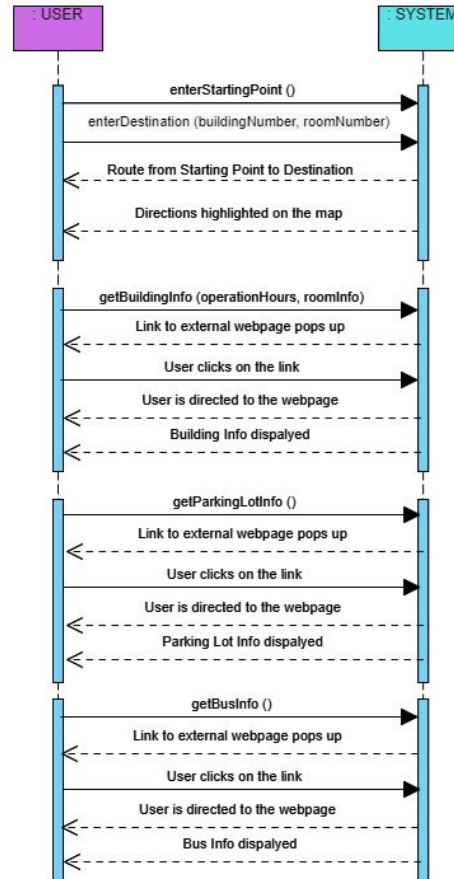 : USER
: SYSTEM
enterStartingPoint ()
enterDestination (buildingNumber, roomNumber)
Route from Starting Point to Destination
Directions highlighted on the map
getBuildingInfo (operationHours, roomInfo)
Link to external webpage pops up
User clicks on the link
User is directed to the webpage
Building Info dispalyed
getParkingLotInfo ()
Link to external webpage pops up
User clicks on the link
User is directed to the webpage
Parking Lot Info dispalyed
getBusInfo ()
Link to external webpage pops up
User clicks on the link
User is directed to the webpage
Bus Info dispalyed